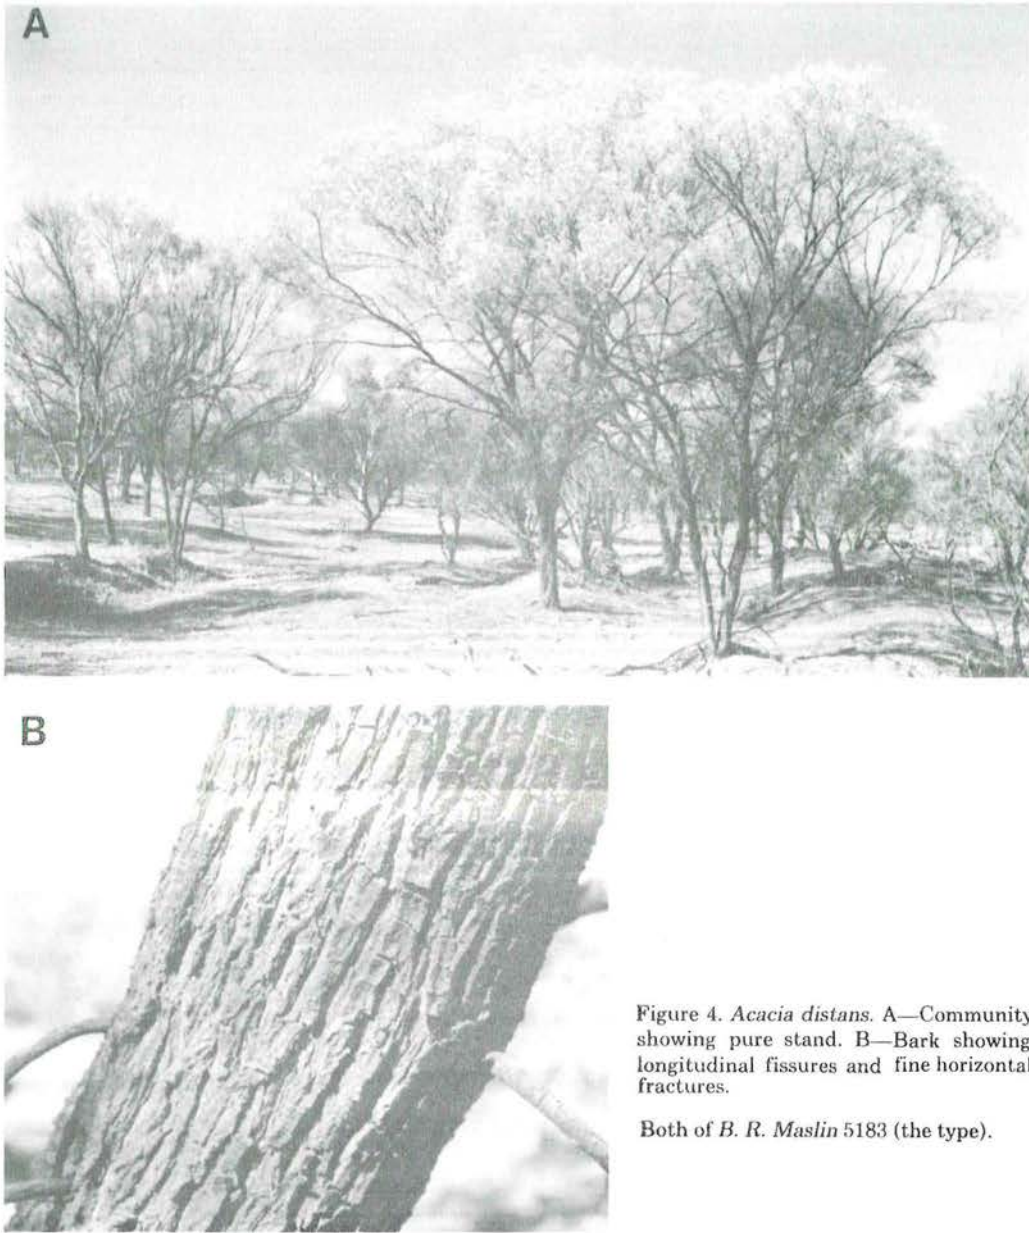 A
B
Figure 4. Acacia distans. A—Community
showing pure stand. B—Bark showing
longitudinal fissures and fine horizontal
fractures.
Both of B. R. Maslin 5183 (the type).